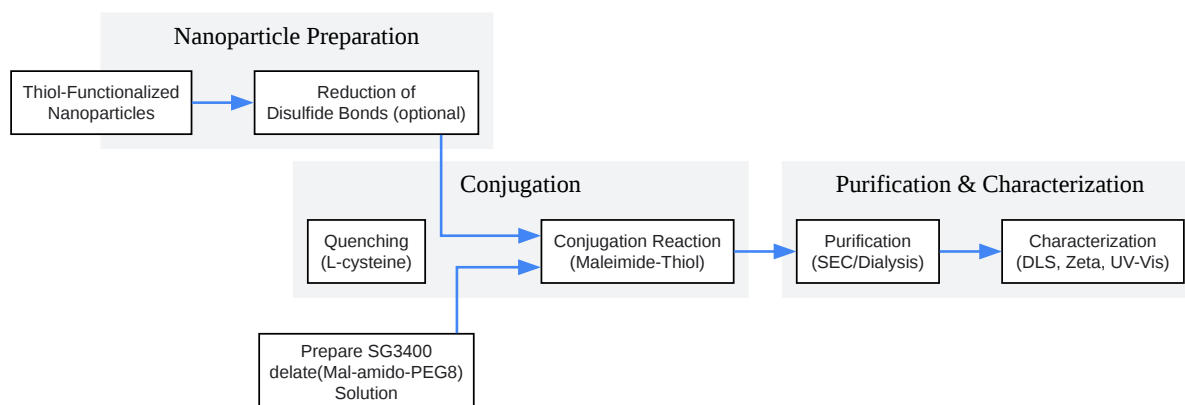 Nanoparticle Preparation
Thiol-Functionalized
Nanoparticles
Reduction of
Disulfide Bonds (optional)
Conjugation
Quenching
(L-cysteine)
Conjugation Reaction
(Maleimide-Thiol)
Purification & Characterization
Purification
(SEC/Dialysis)
Characterization
(DLS, Zeta, UV-Vis)
Prepare SG3400
delate(Mal-amido-PEG8)
Solution